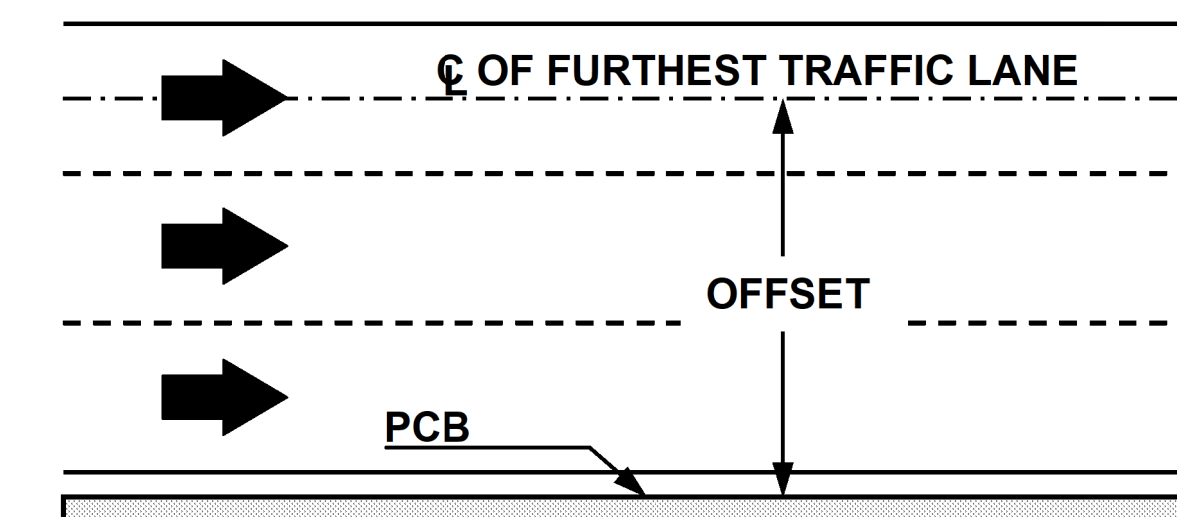 ℄ OF FURTHEST TRAFFIC LANE
OFFSET
PCB